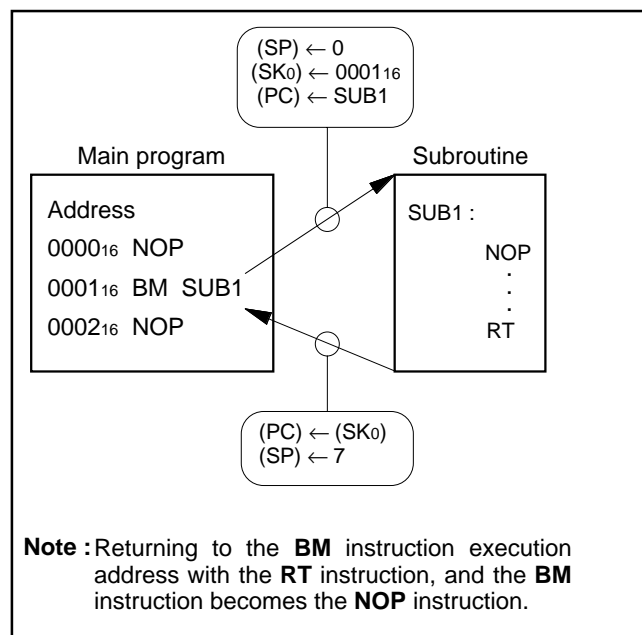 (SP) ← 0
(SK0) ← 000116
(PC) ← SUB1
Main program
Subroutine
Address
000016 NOP
000116 BM SUB1
000216 NOP
SUB1 :
NOP
.
.
.
RT
(PC) ← (SK0)
(SP) ← 7
Note : Returning to the BM instruction execution
address with the RT instruction, and the BM
instruction becomes the NOP instruction.